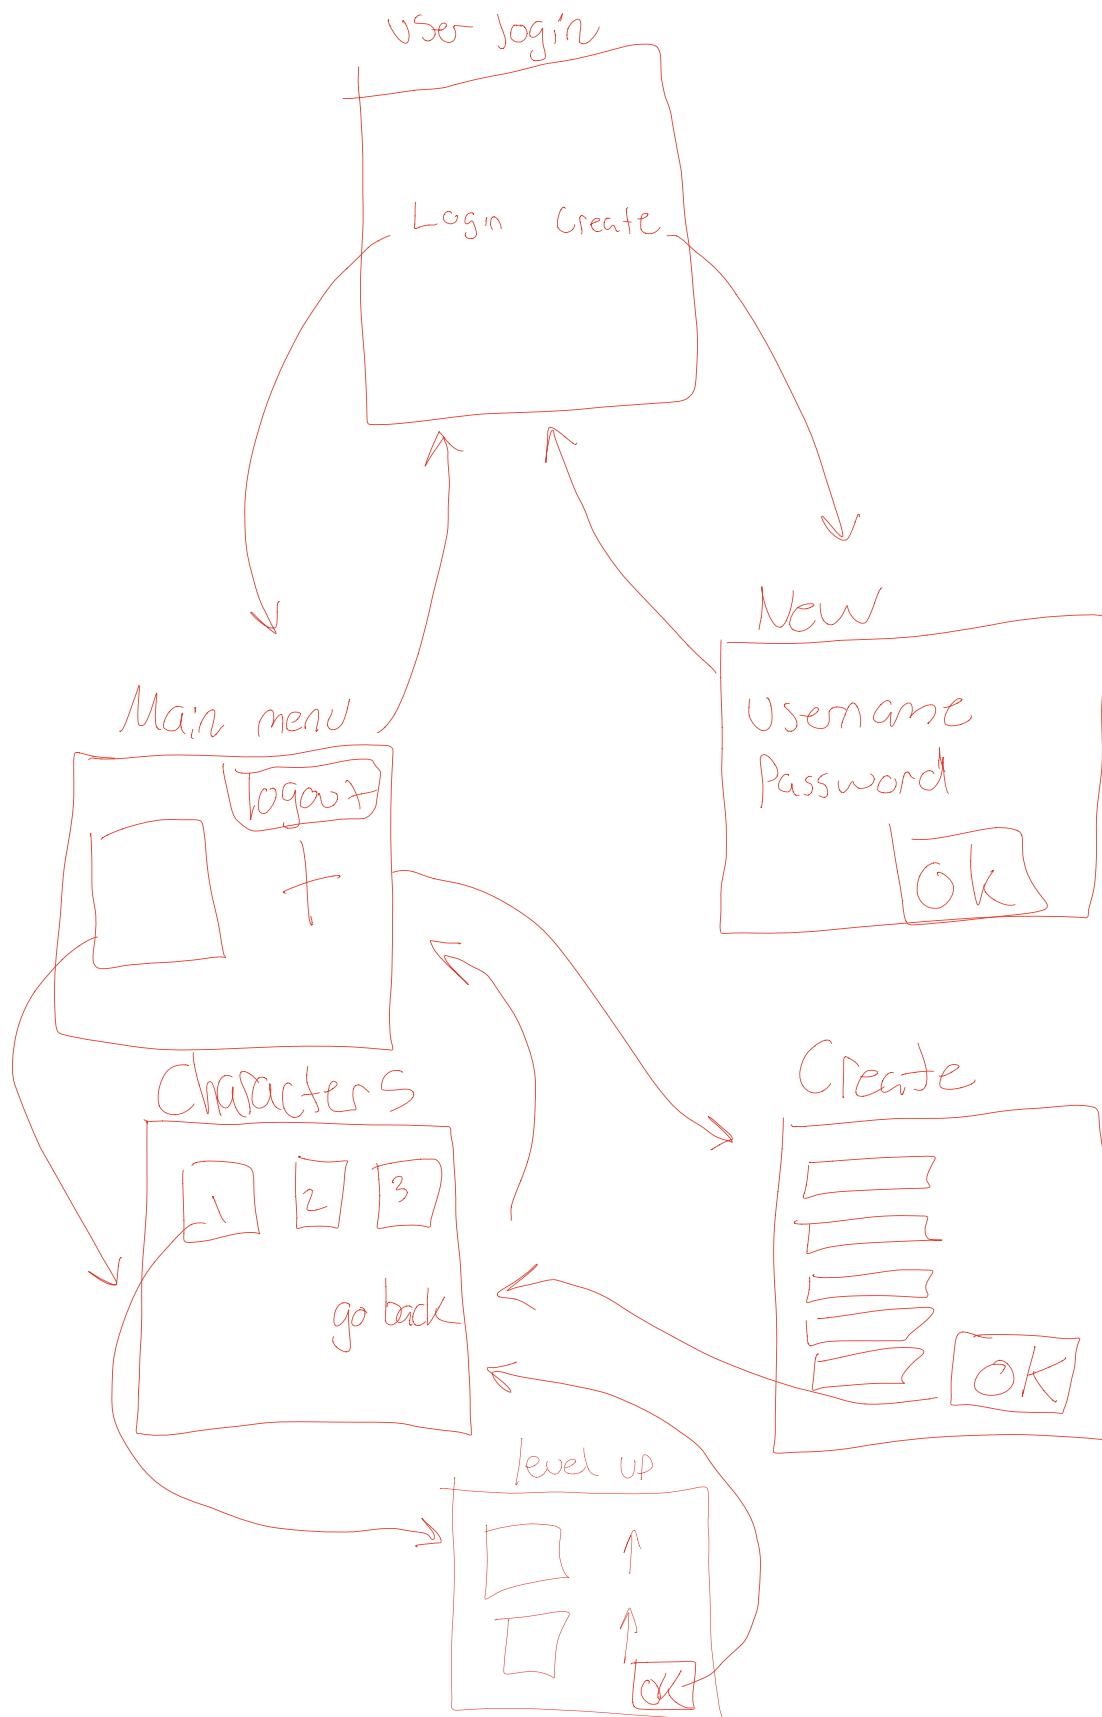 User login
Login Create
New
Username
Password
OK
Main menu
logout
+
Characters
1 2 3
go back
Create
OK
level up
OK